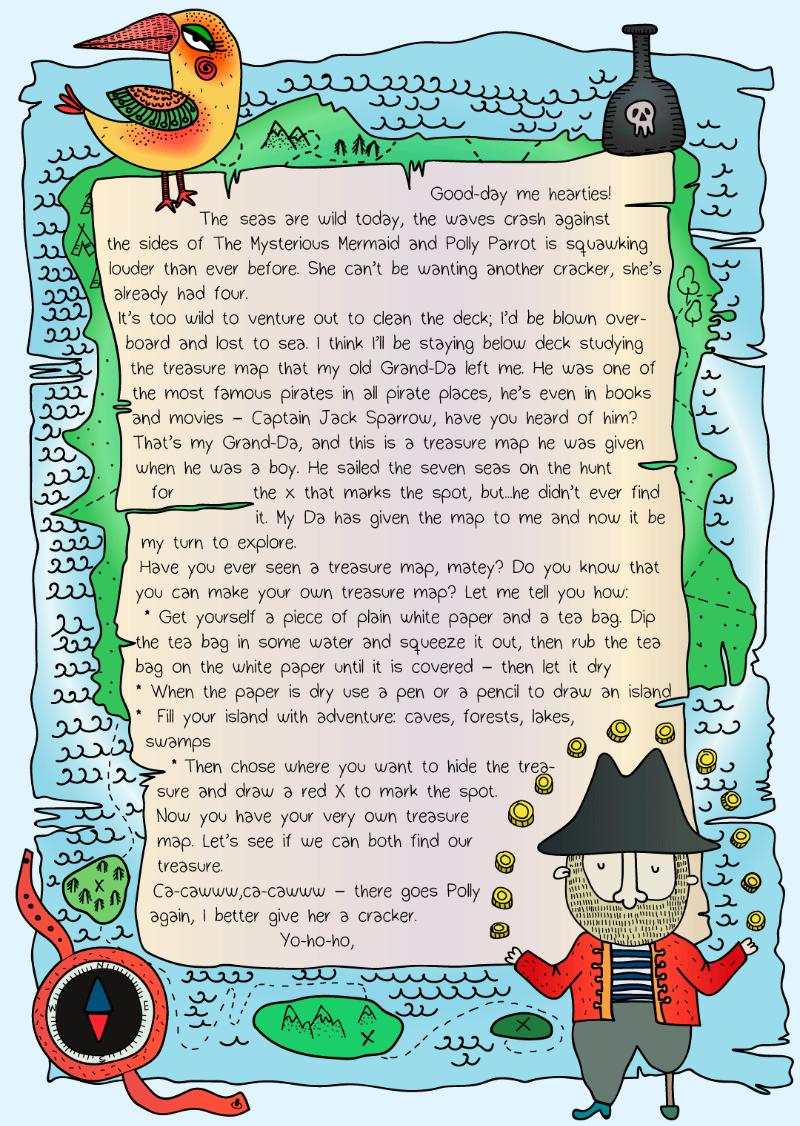 Good-day me hearties!
The seas are wild today, the waves crash against
the sides of The Mysterious Mermaid and Polly Parrot is squawking
louder than ever before. She can't be wanting another cracker, she's
already had four.
It's too wild to venture out to clean the deck; I'd be blown over-
board and lost to sea. I think I'll be staying below deck studying
the treasure map that my old Grand-Da left me. He was one of
the most famous pirates in all pirate places, he's even in books
and movies – Captain Jack Sparrow, have you heard of him?
That's my Grand-Da, and this is a treasure map he was given
when he was a boy. He sailed the seven seas on the hunt
for the x that marks the spot, but...he didn't ever find
it. My Da has given the map to me and now it be
my turn to explore.
Have you ever seen a treasure map, matey? Do you know that
you can make your own treasure map? Let me tell you how:
* Get yourself a piece of plain white paper and a tea bag. Dip
the tea bag in some water and squeeze it out, then rub the tea
bag on the white paper until it is covered – then let it dry
* When the paper is dry use a pen or a pencil to draw an island
* Fill your island with adventure: caves, forests, lakes,
swamps
* Then chose where you want to hide the trea-
sure and draw a red X to mark the spot.
Now you have your very own treasure
map. Let's see if we can both find our
treasure.
Ca-cawww,ca-cawww – there goes Polly
again, I better give her a cracker.
Yo-ho-ho,
N
W E
S